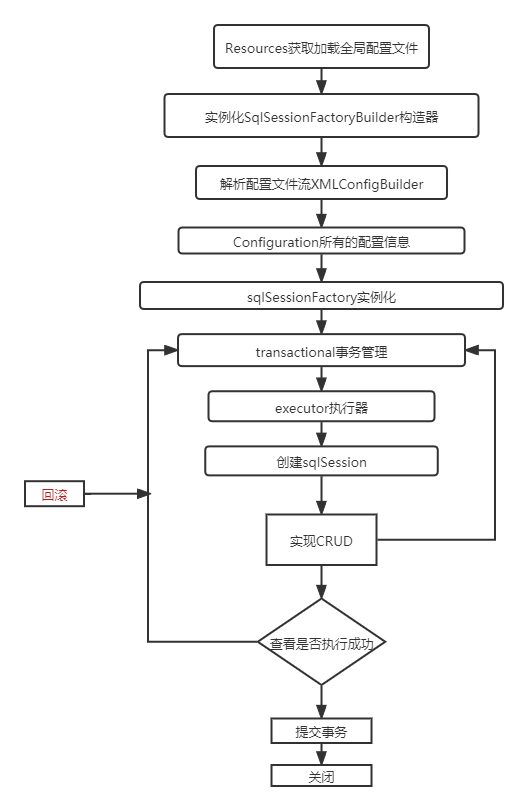 Resources获取加载全局配置文件
实例化SqlSessionFactoryBuilder构造器
解析配置文件流XMLConfigBuilder
Configuration所有的配置信息
sqlSessionFactory实例化
transactional事务管理
executor执行器
创建sqlSession
回滚
实现CRUD
查看是否执行成功
提交事务
关闭